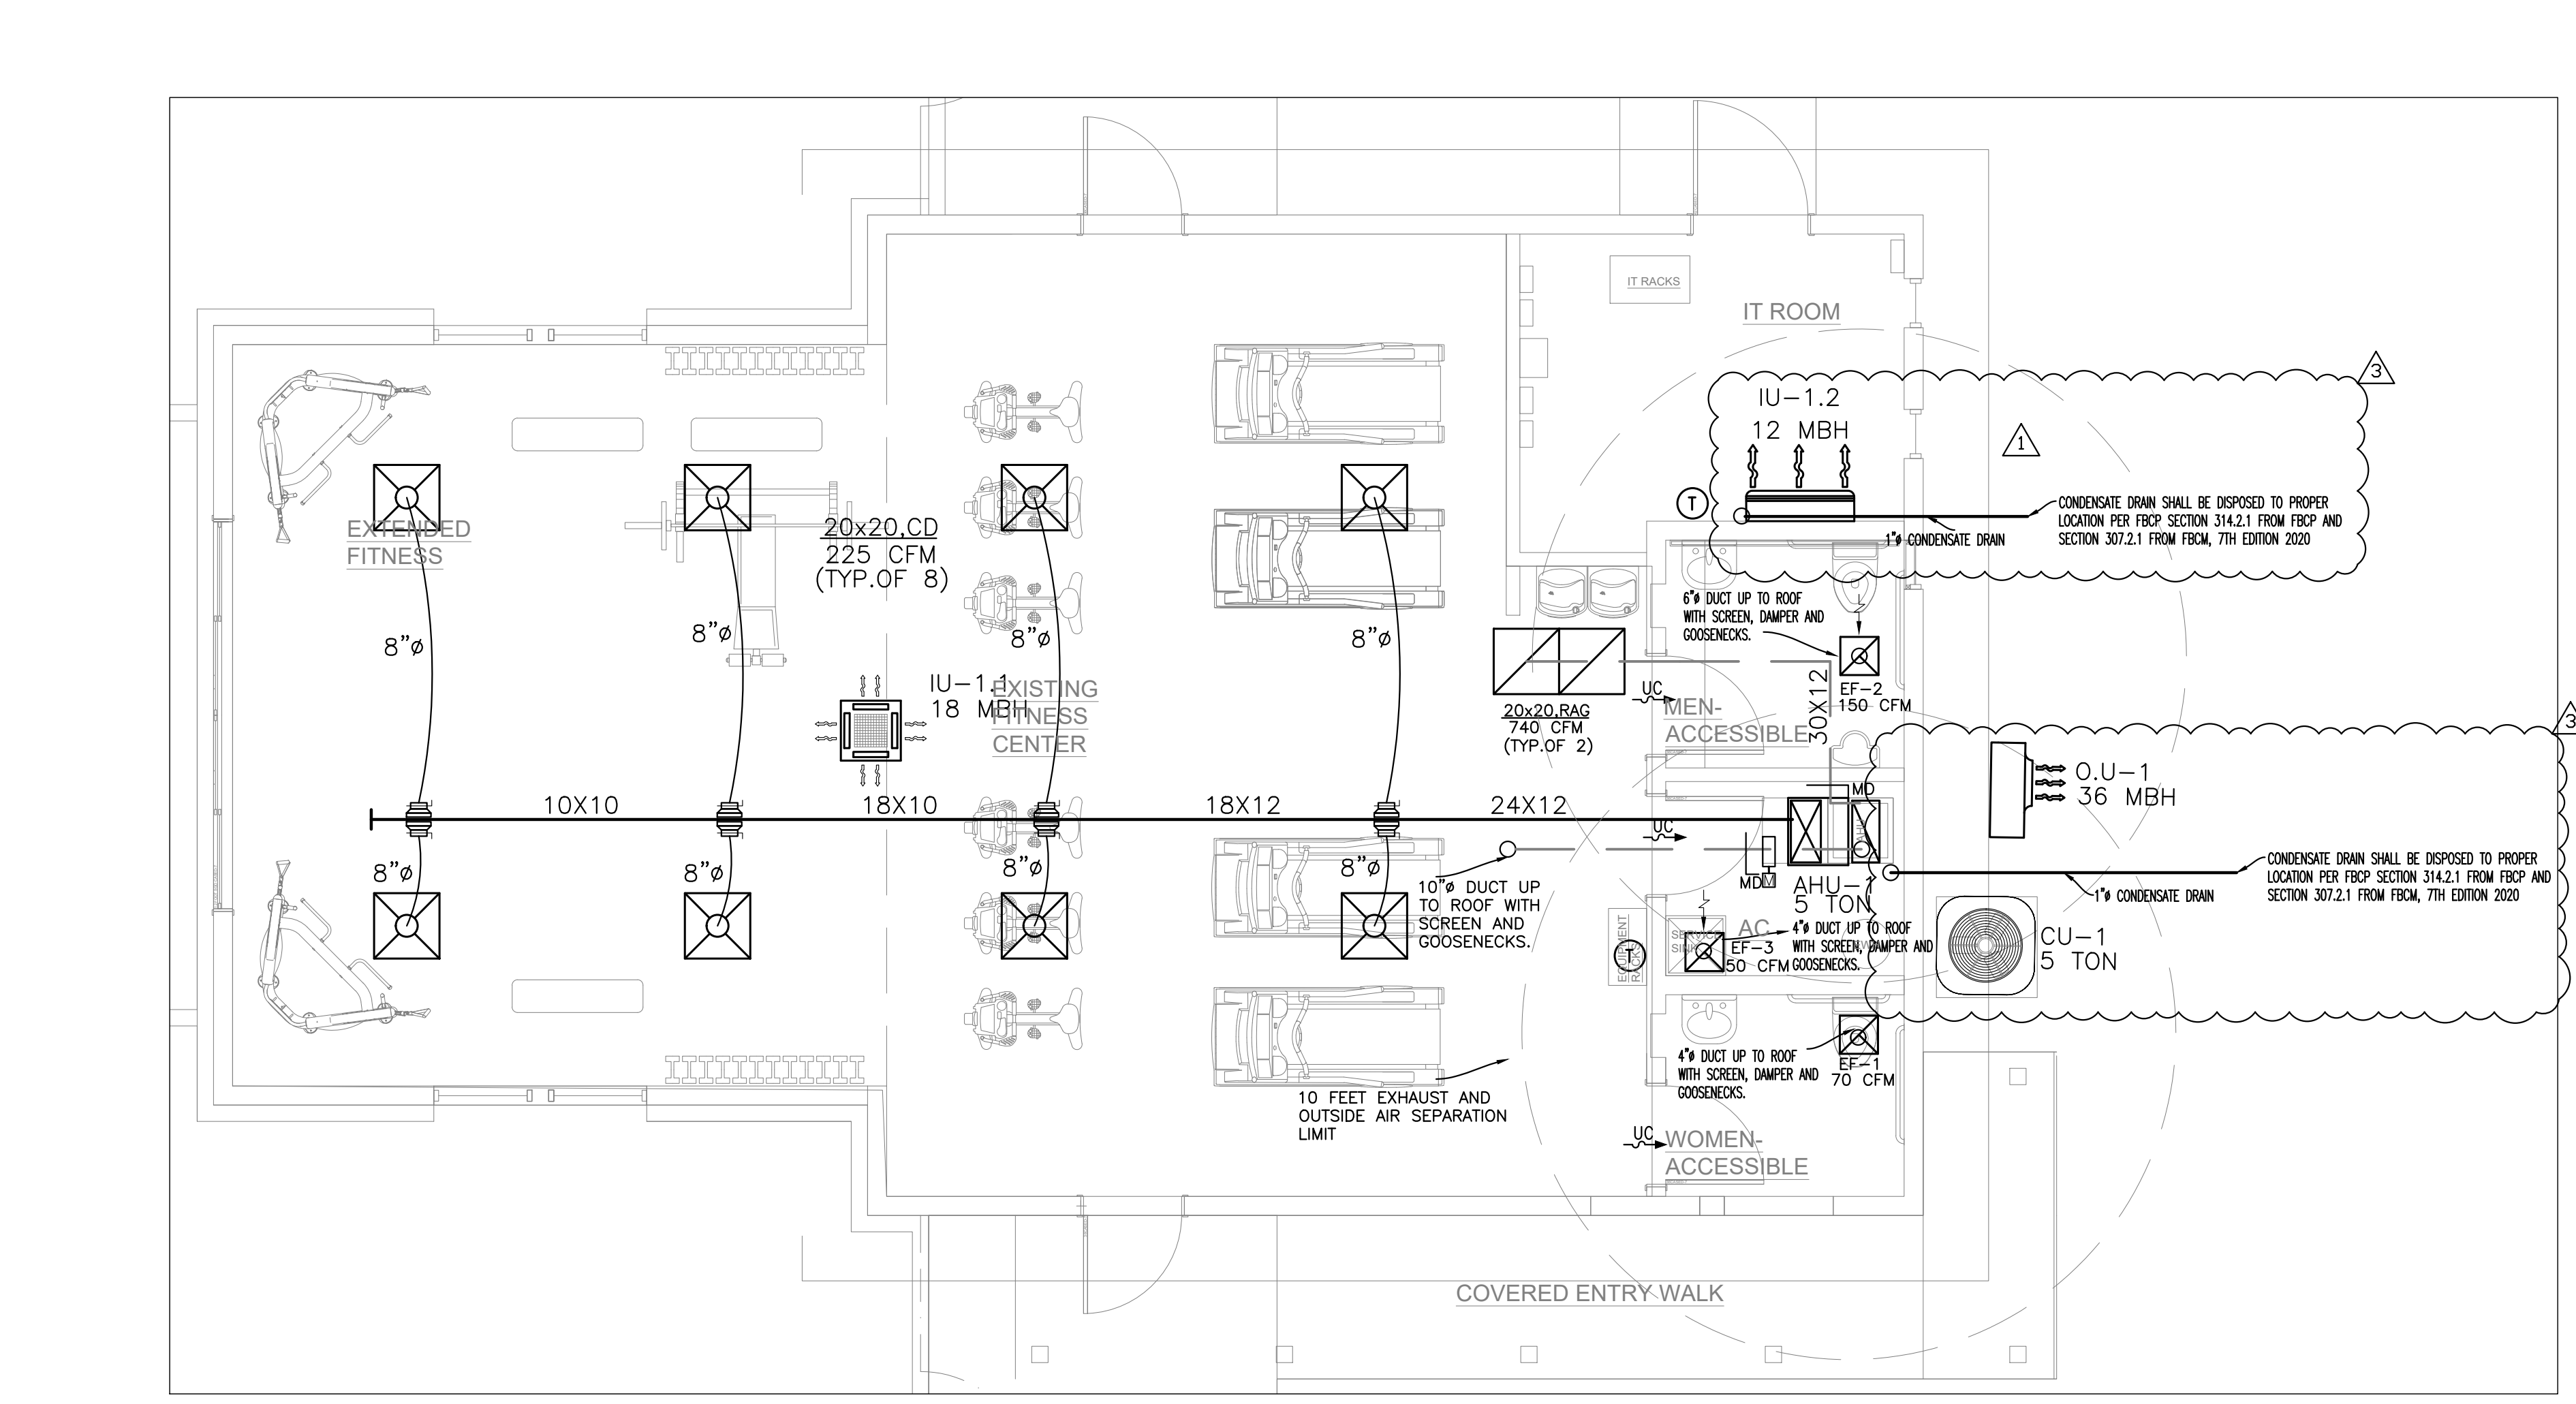 IT RACKS
IT ROOM
3
IU-1.2
12 MBH
1
T
CONDENSATE DRAIN SHALL BE DISPOSED TO PROPER
LOCATION PER FBCP SECTION 314.2.1 FROM FBCP AND
SECTION 307.2.1 FROM FBCM, 7TH EDITION 2020
1"ø CONDENSATE DRAIN
EXTENDED
FITNESS
20x20,CD
225 CFM
(TYP.OF 8)
6"ø DUCT UP TO ROOF
WITH SCREEN, DAMPER AND
GOOSENECKS.
8"ø
8"ø
8"ø
8"ø
IU-1.1
18 MBH
EXISTING
FITNESS
CENTER
20x20,RAG
740 CFM
(TYP.OF 2)
UC
MEN-
ACCESSIBLE
30X12
EF-2
150 CFM
3
O.U-1
36 MBH
10X10
18X10
18X12
24X12
UC
MD
MD
M
AHU
AHU-1
5 TON
8"ø
8"ø
8"ø
8"ø
10"ø DUCT UP
TO ROOF WITH
SCREEN AND
GOOSENECKS.
CONDENSATE DRAIN SHALL BE DISPOSED TO PROPER
LOCATION PER FBCP SECTION 314.2.1 FROM FBCP AND
SECTION 307.2.1 FROM FBCM, 7TH EDITION 2020
1"ø CONDENSATE DRAIN
EQUIPMENT
RACKS
T
SERVICE
SINK
AC
EF-3
50 CFM
4"ø DUCT UP TO ROOF
WITH SCREEN, DAMPER AND
GOOSENECKS.
CU-1
5 TON
4"ø DUCT UP TO ROOF
WITH SCREEN, DAMPER AND
GOOSENECKS.
EF-1
70 CFM
10 FEET EXHAUST AND
OUTSIDE AIR SEPARATION
LIMIT
UC
WOMEN-
ACCESSIBLE
COVERED ENTRY WALK